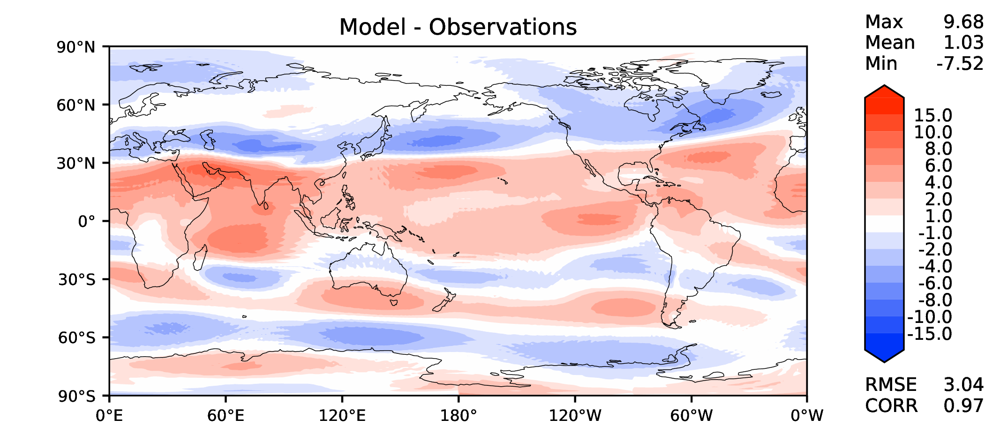 Model - Observations
Max 9.68
Mean 1.03
Min -7.52
90°N
60°N
30°N
0°
30°S
60°S
90°S
0°E 60°E 120°E 180° 120°W 60°W 0°W
15.0
10.0
8.0
6.0
4.0
2.0
1.0
-1.0
-2.0
-4.0
-6.0
-8.0
-10.0
-15.0
RMSE 3.04
CORR 0.97